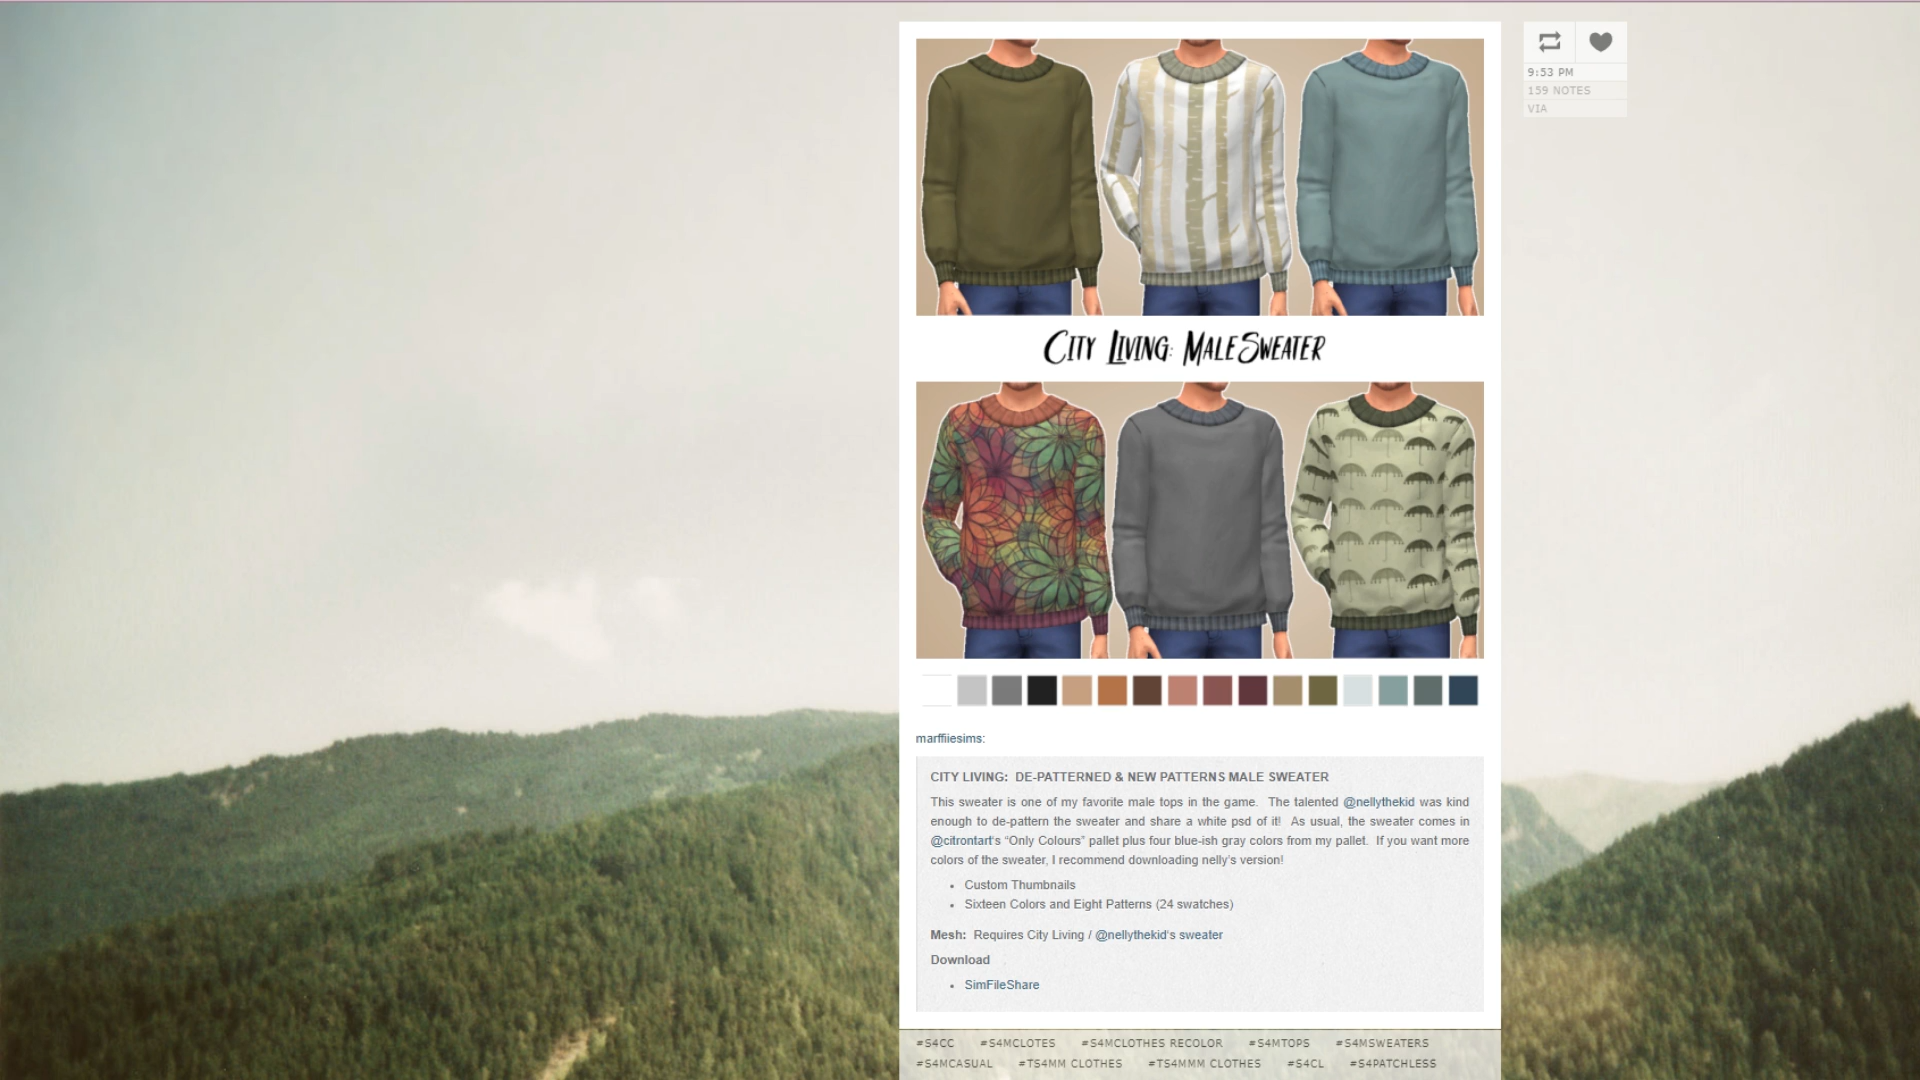 9:53 PM
159 NOTES
VIA
CITY LIVING: MALE SWEATER
marffiiesims:
CITY LIVING:  DE-PATTERNED & NEW PATTERNS MALE SWEATER
This sweater is one of my favorite male tops in the game.  The talented @nellythekid was kind
enough to de-pattern the sweater and share a white psd of it!  As usual, the sweater comes in
@citrontart's “Only Colours” pallet plus four blue-ish gray colors from my pallet.  If you want more
colors of the sweater, I recommend downloading nelly's version!
• Custom Thumbnails
• Sixteen Colors and Eight Patterns (24 swatches)
Mesh:  Requires City Living / @nellythekid's sweater
Download
• SimFileShare
#S4CC #S4MCLOTES #S4MCLOTHES RECOLOR #S4MTOPS #S4MSWEATERS
#S4MCASUAL #TS4MM CLOTHES #TS4MMM CLOTHES #S4CL #S4PATCHLESS